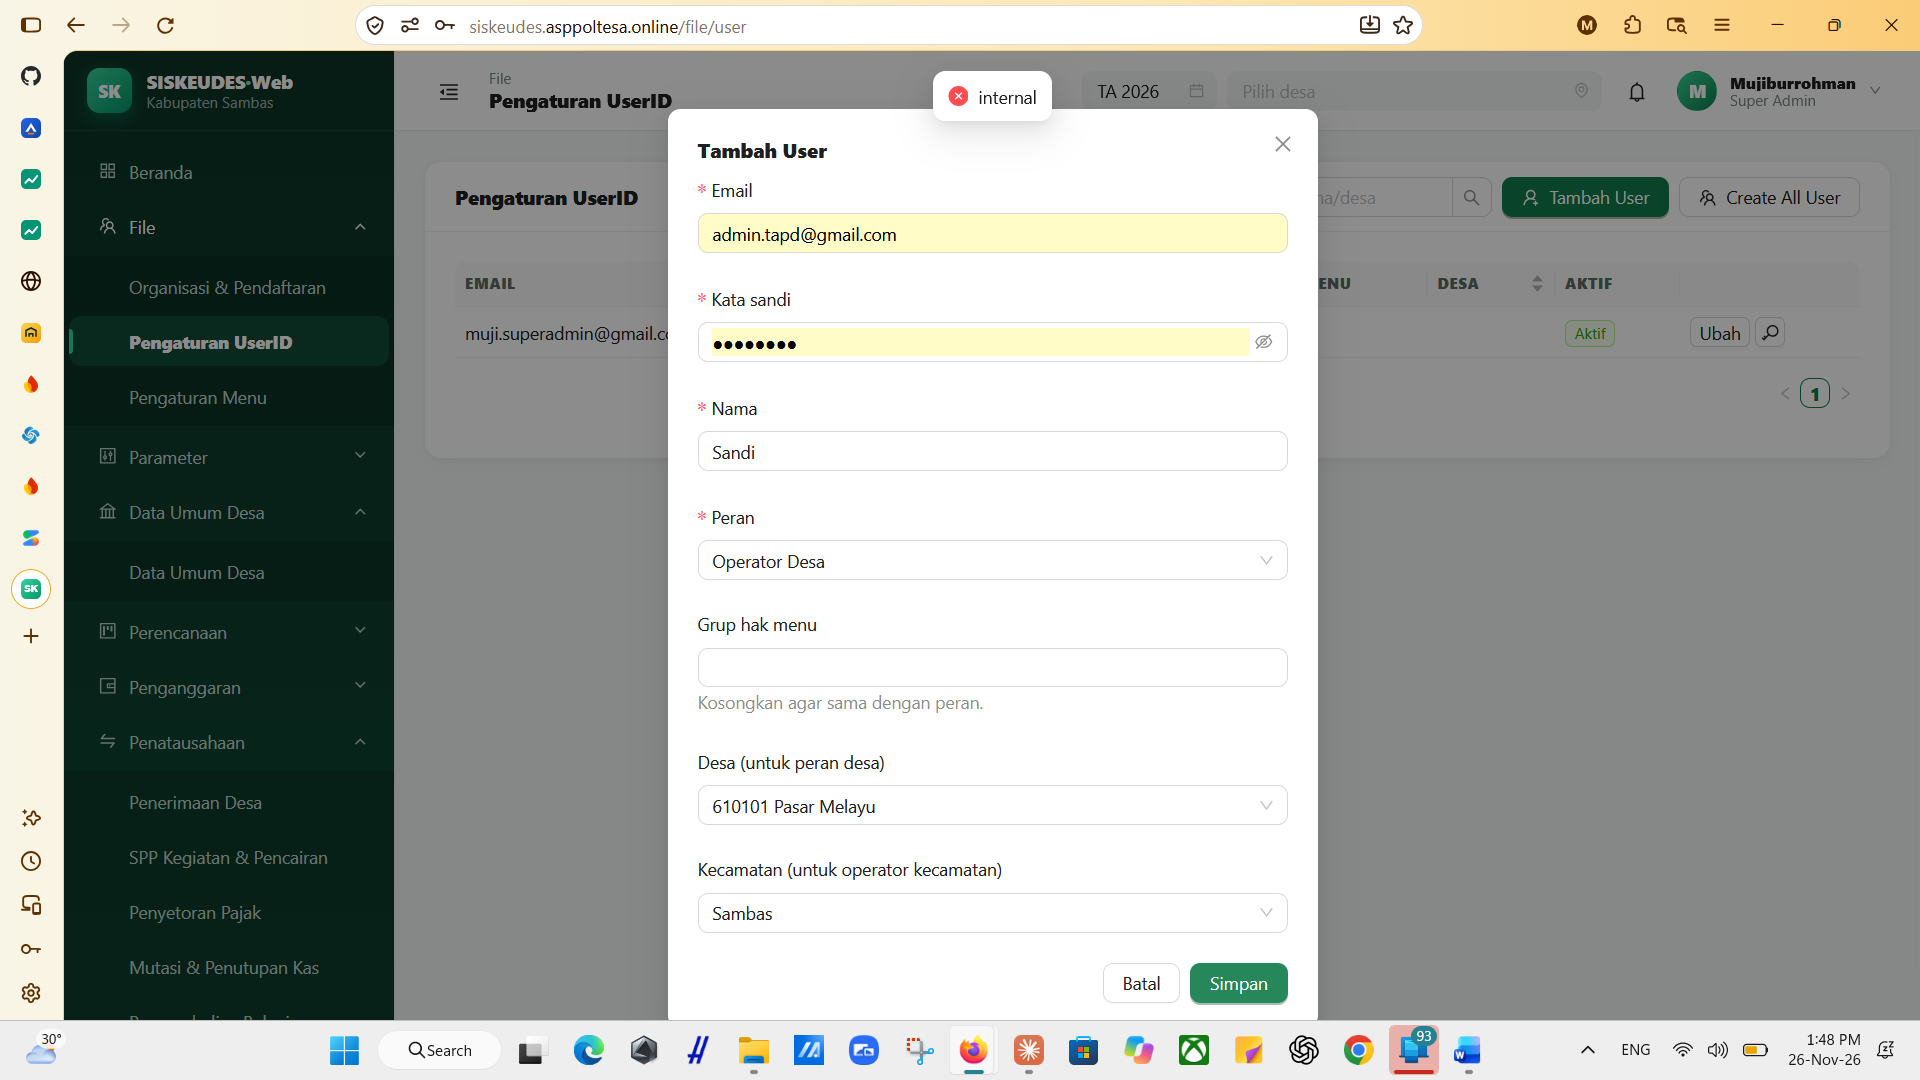 siskeudes.asppoltesa.online/file/user
M
SK
SISKEUDES-Web
Kabupaten Sambas
Beranda
File
Organisasi & Pendaftaran
Pengaturan UserID
Pengaturan Menu
Parameter
Data Umum Desa
Data Umum Desa
Perencanaan
Penganggaran
Penatausahaan
Penerimaan Desa
SPP Kegiatan & Pencairan
Penyetoran Pajak
Mutasi & Penutupan Kas
File
Pengaturan UserID
internal
TA 2026
Pilih desa
M
Mujiburrohman
Super Admin
Pengaturan UserID
na/desa
Tambah User
Create All User
EMAIL
ENU
DESA
AKTIF
muji.superadmin@gmail.co
Aktif
Ubah
1
Tambah User
* Email
admin.tapd@gmail.com
* Kata sandi
••••••••
* Nama
Sandi
* Peran
Operator Desa
Grup hak menu
Kosongkan agar sama dengan peran.
Desa (untuk peran desa)
610101 Pasar Melayu
Kecamatan (untuk operator kecamatan)
Sambas
Batal
Simpan
SK
30°
Search
93
ENG
1:48 PM
26-Nov-26